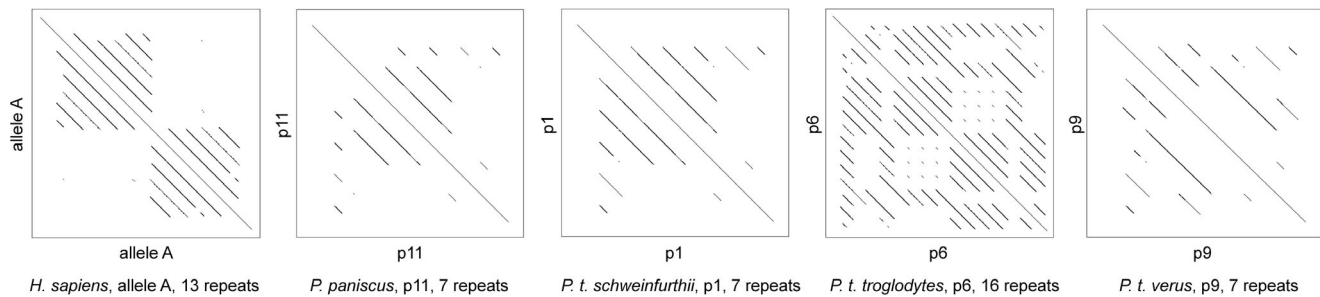 allele A
p11
p1
p6
p9
allele A
p11
p1
p6
p9
H. sapiens, allele A, 13 repeats
P. paniscus, p11, 7 repeats
P. t. schweinfurthii, p1, 7 repeats
P. t. troglodytes, p6, 16 repeats
P. t. verus, p9, 7 repeats